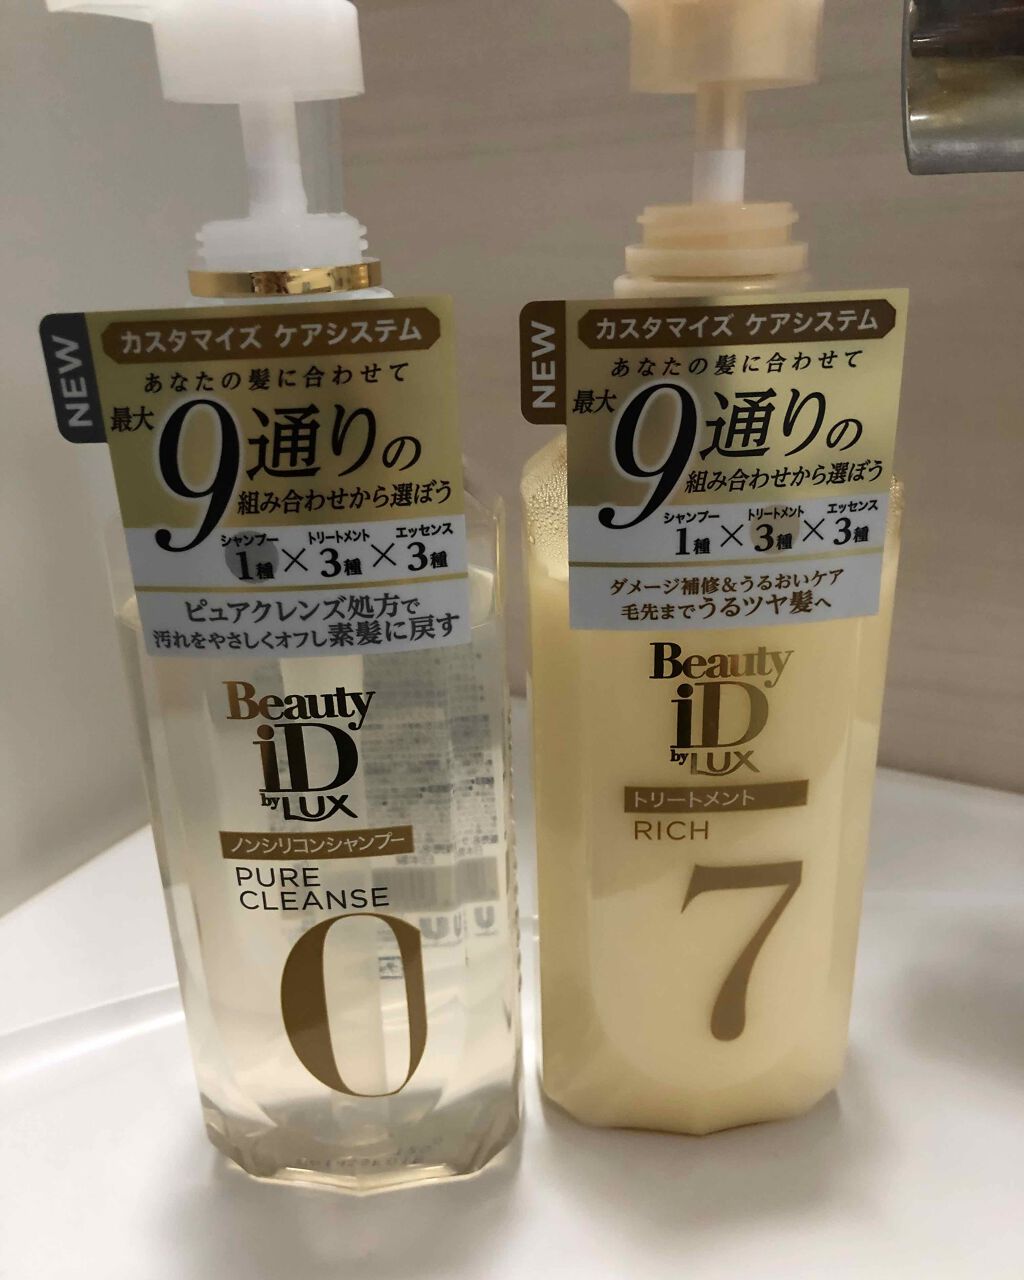 NEW
カスタマイズ ケアシステム
あなたの髪に合わせて
最大
9通りの
組み合わせから選ぼう
シャンプー トリートメント エッセンス
1種×3種×3種
ピュアクレンズ処方で
汚れをやさしくオフし素髪に戻す
Beauty
iD
by LUX
ノンシリコンシャンプー
PURE
CLEANSE
0
NEW
カスタマイズ ケアシステム
あなたの髪に合わせて
最大
9通りの
組み合わせから選ぼう
シャンプー トリートメント エッセンス
1種×3種×3種
ダメージ補修&うるおいケア
毛先までうるツヤ髪へ
Beauty
iD
by LUX
トリートメント
RICH
7